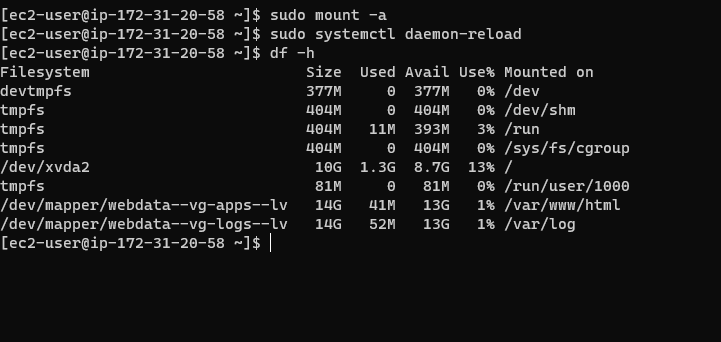 [ec2-user@ip-172-31-20-58 ~]$ sudo mount -a
[ec2-user@ip-172-31-20-58 ~]$ sudo systemctl daemon-reload
[ec2-user@ip-172-31-20-58 ~]$ df -h
Filesystem                         Size  Used Avail Use% Mounted on
devtmpfs                           377M     0  377M   0% /dev
tmpfs                              404M     0  404M   0% /dev/shm
tmpfs                              404M   11M  393M   3% /run
tmpfs                              404M     0  404M   0% /sys/fs/cgroup
/dev/xvda2                          10G  1.3G  8.7G  13% /
tmpfs                               81M     0   81M   0% /run/user/1000
/dev/mapper/webdata--vg-apps--lv    14G   41M   13G   1% /var/www/html
/dev/mapper/webdata--vg-logs--lv    14G   52M   13G   1% /var/log
[ec2-user@ip-172-31-20-58 ~]$